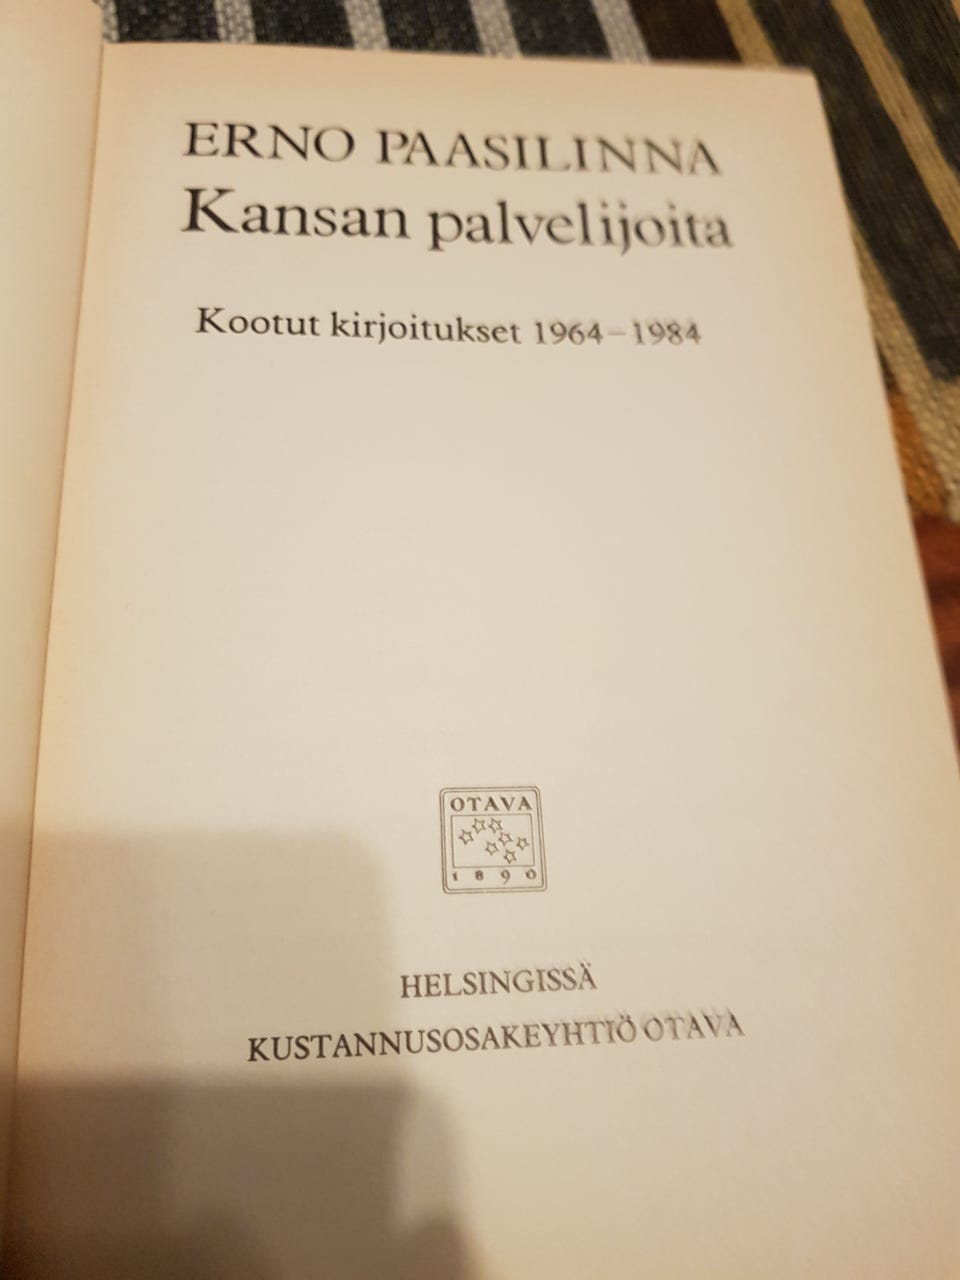 ERNO PAASILINNA
Kansan palvelijoita
Kootut kirjoitukset 1964–1984
OTAVA
1890
HELSINGISSÄ
KUSTANNUSOSAKEYHTIÖ OTAVA